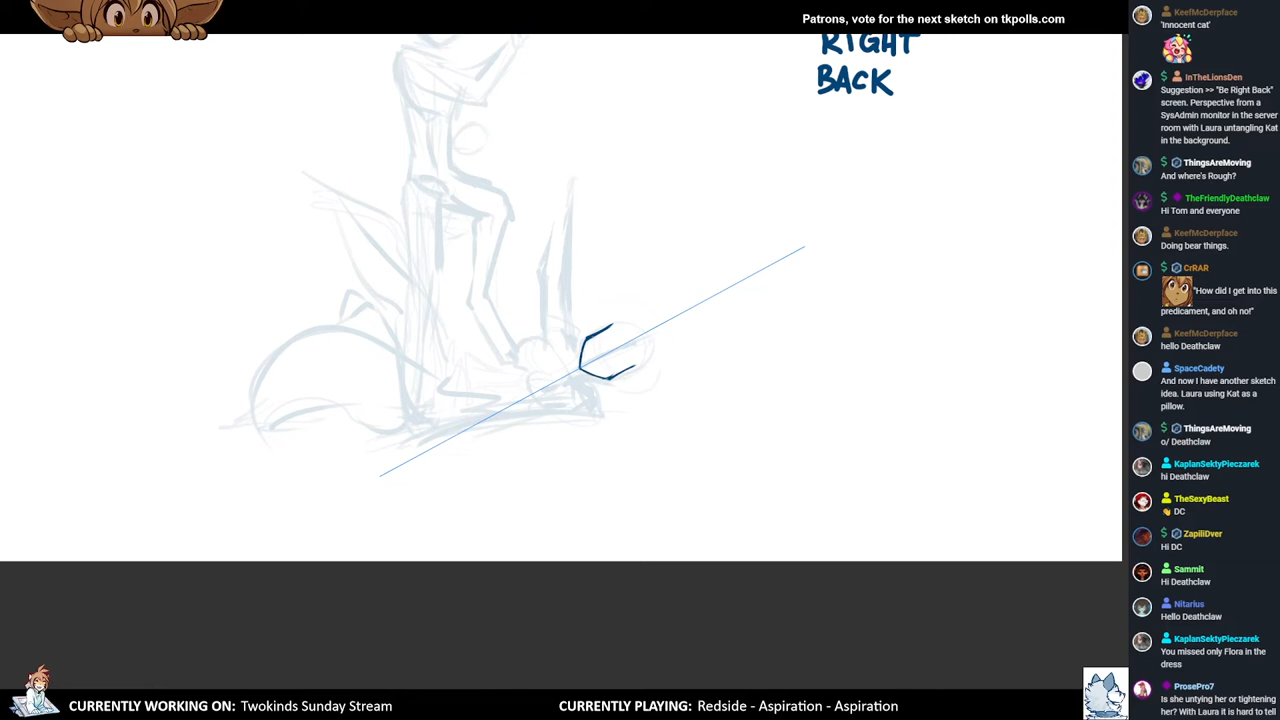 Patrons, vote for the next sketch on tkpolls.com
RIGHT
BACK
KeefMcDerpface
'Innocent cat'
$ InTheLionsDen
Suggestion >> "Be Right Back"
screen. Perspective from a
SysAdmin monitor in the server
room with Laura untangling Kat
in the background.
$ ThingsAreMoving
And where's Rough?
$ TheFriendlyDeathclaw
Hi Tom and everyone
KeefMcDerpface
Doing bear things.
$ CrRAR
"How did I get into this
predicament, and oh no!"
KeefMcDerpface
hello Deathclaw
SpaceCadety
And now I have another sketch
idea. Laura using Kat as a
pillow.
$ ThingsAreMoving
o/ Deathclaw
KaplanSektyPieczarek
hi Deathclaw
TheSexyBeast
DC
$ ZapiliDver
Hi DC
Sammit
Hi Deathclaw
Nitarius
Hello Deathclaw
KaplanSektyPieczarek
You missed only Flora in the
dress
ProsePro7
Is she untying her or tightening
her? With Laura it is hard to tell
CURRENTLY WORKING ON: Twokinds Sunday Stream
CURRENTLY PLAYING: Redside - Aspiration - Aspiration